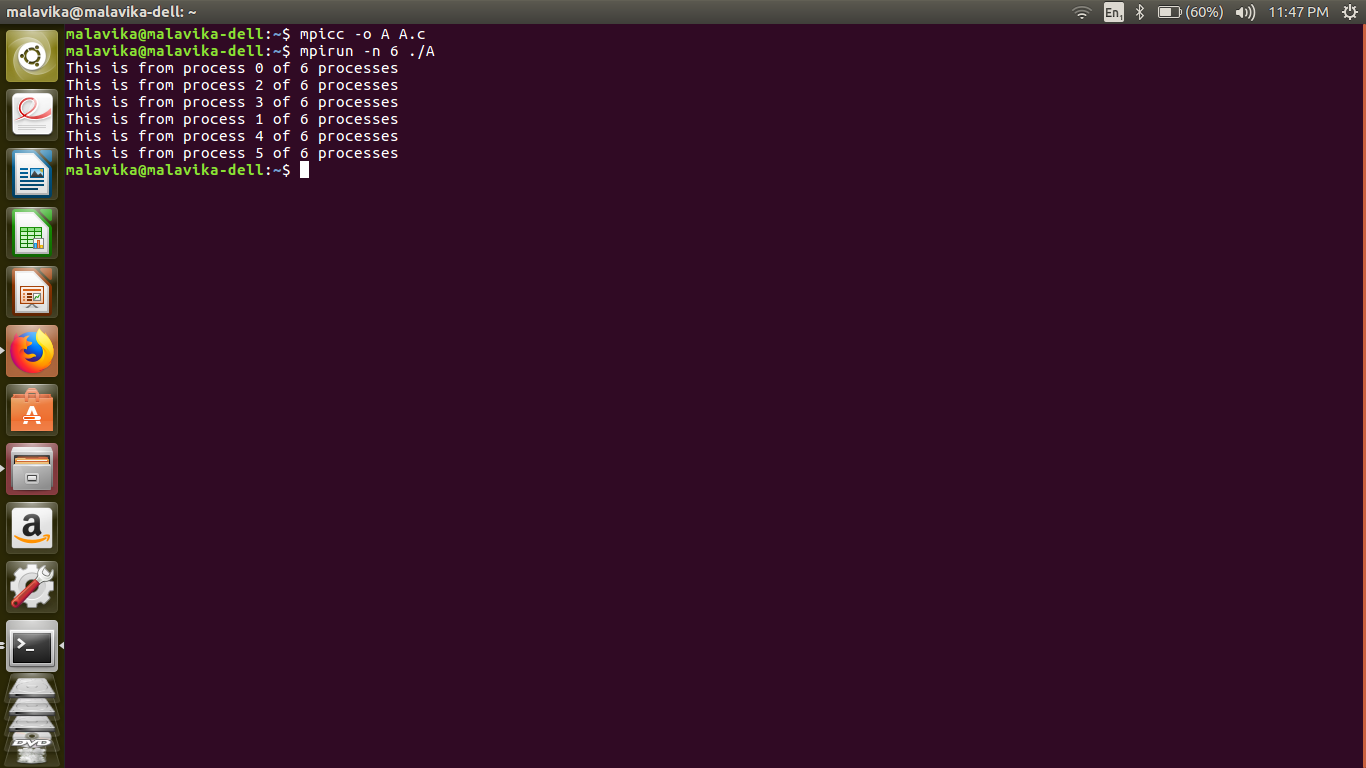 malavika@malavika-dell: ~
En1 (60%) 11:47 PM
malavika@malavika-dell:~$ mpicc -o A A.c
malavika@malavika-dell:~$ mpirun -n 6 ./A
This is from process 0 of 6 processes
This is from process 2 of 6 processes
This is from process 3 of 6 processes
This is from process 1 of 6 processes
This is from process 4 of 6 processes
This is from process 5 of 6 processes
malavika@malavika-dell:~$
A
a
>_
DVD